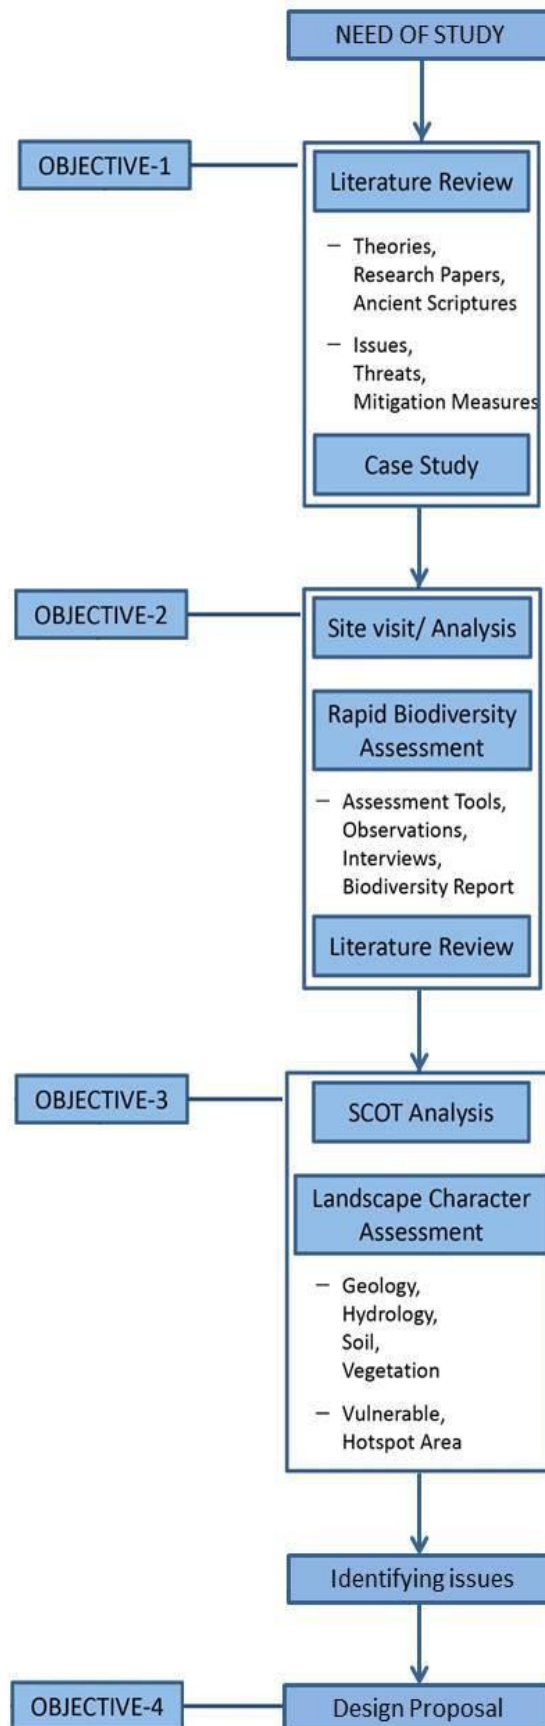 NEED OF STUDY
OBJECTIVE-1
Literature Review
– Theories,
Research Papers,
Ancient Scriptures
– Issues,
Threats,
Mitigation Measures
Case Study
OBJECTIVE-2
Site visit/ Analysis
Rapid Biodiversity
Assessment
– Assessment Tools,
Observations,
Interviews,
Biodiversity Report
Literature Review
OBJECTIVE-3
SCOT Analysis
Landscape Character
Assessment
– Geology,
Hydrology,
Soil,
Vegetation
– Vulnerable,
Hotspot Area
Identifying issues
OBJECTIVE-4
Design Proposal